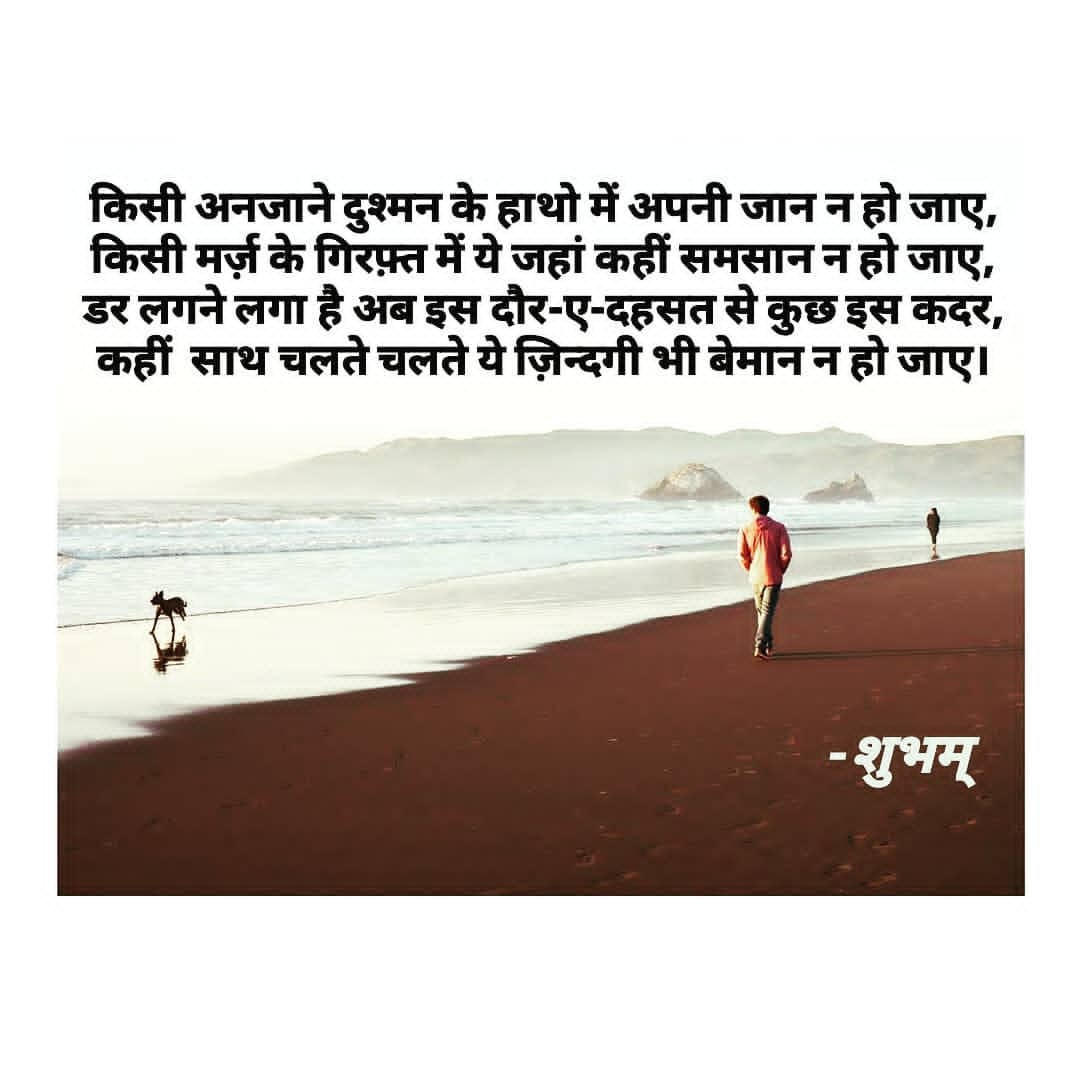 किसी अनजाने दुश्मन के हाथो में अपनी जान न हो जाए,
किसी मर्ज़ के गिरफ़्त में ये जहां कहीं समसान न हो जाए,
डर लगने लगा है अब इस दौर-ए-दहसत से कुछ इस कदर,
कहीं साथ चलते चलते ये ज़िन्दगी भी बेमान न हो जाए।
-शुभम्